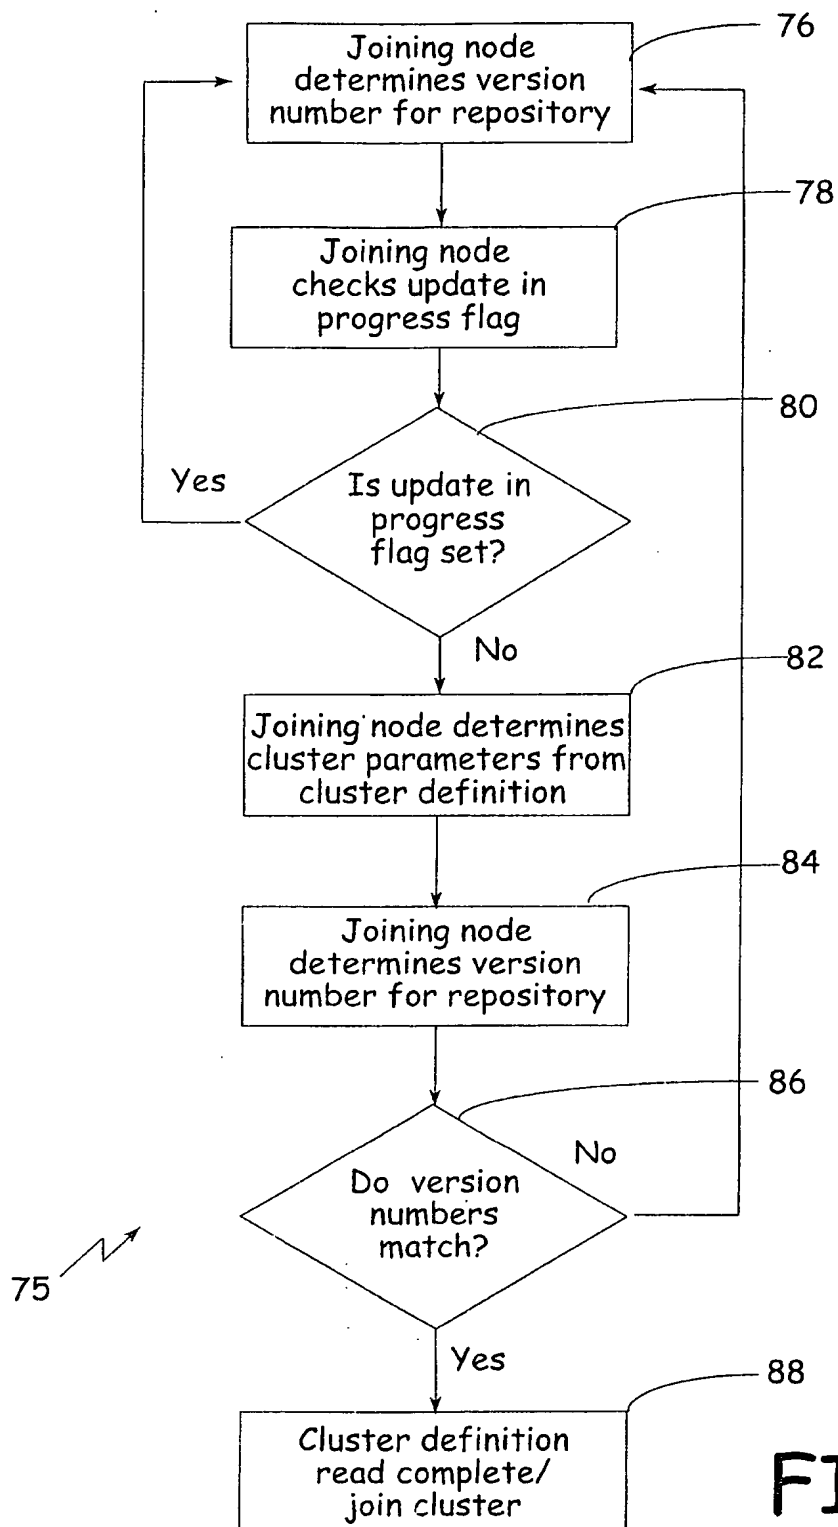 Joining node
determines version
number for repository
76
Joining node
checks update in
progress flag
78
80
Yes
Is update in
progress
flag set?
No
82
Joining node determines
cluster parameters from
cluster definition
84
Joining node
determines version
number for repository
86
No
Do version
numbers
match?
75
Yes
88
Cluster definition
read complete/
join cluster